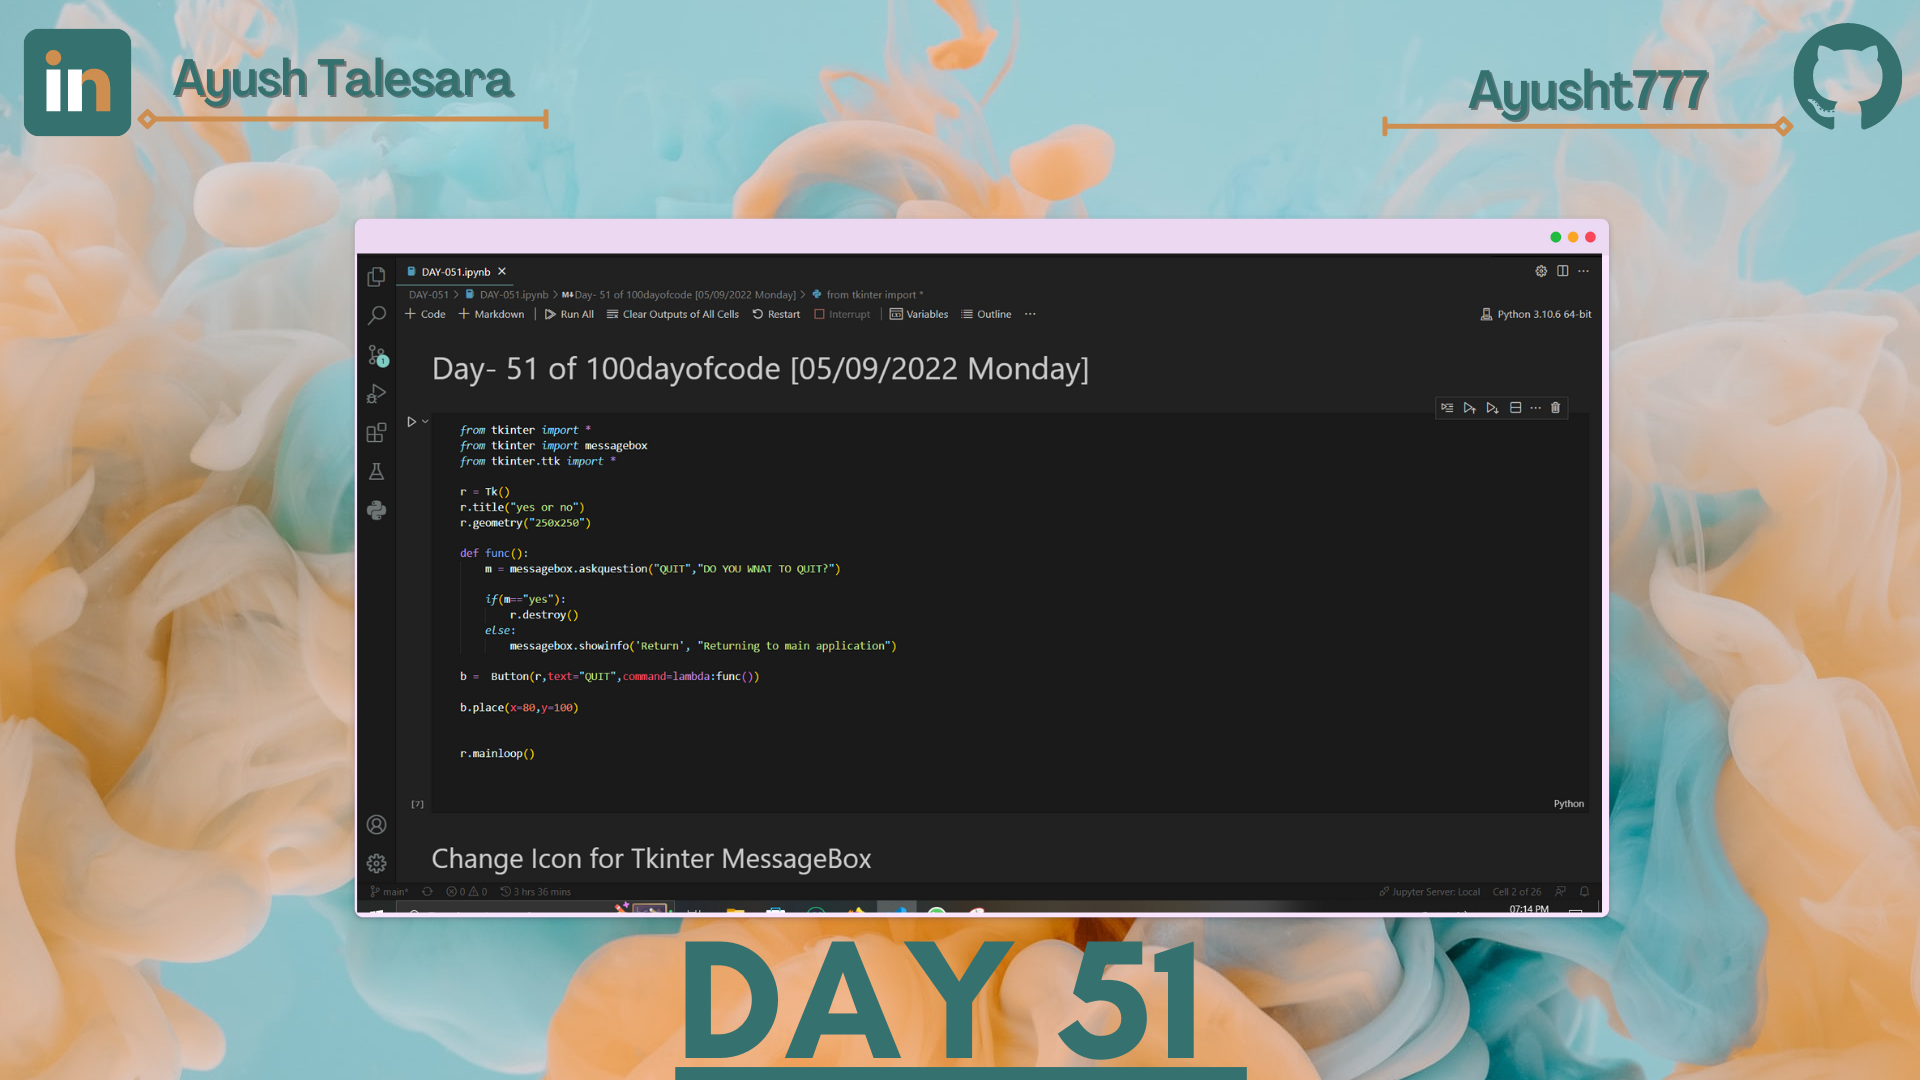 in
Ayush Talesara
Ayusht777
DAY-051.ipynb
DAY-051 > DAY-051.ipynb > M↓Day- 51 of 100dayofcode [05/09/2022 Monday] > from tkinter import *
+ Code + Markdown Run All Clear Outputs of All Cells Restart Interrupt Variables Outline ... Python 3.10.6 64-bit
1
Day- 51 of 100dayofcode [05/09/2022 Monday]
from tkinter import *
from tkinter import messagebox
from tkinter.ttk import *
r = Tk()
r.title("yes or no")
r.geometry("250x250")
def func():
m = messagebox.askquestion("QUIT","DO YOU WNAT TO QUIT?")
if(m=="yes"):
r.destroy()
else:
messagebox.showinfo('Return', "Returning to main application")
b =  Button(r,text="QUIT",command=lambda:func())
b.place(x=80,y=100)
r.mainloop()
[7] Python
Change Icon for Tkinter MessageBox
main* 0 0 3 hrs 36 mins Jupyter Server: Local Cell 2 of 26
07:14 PM
DAY 51